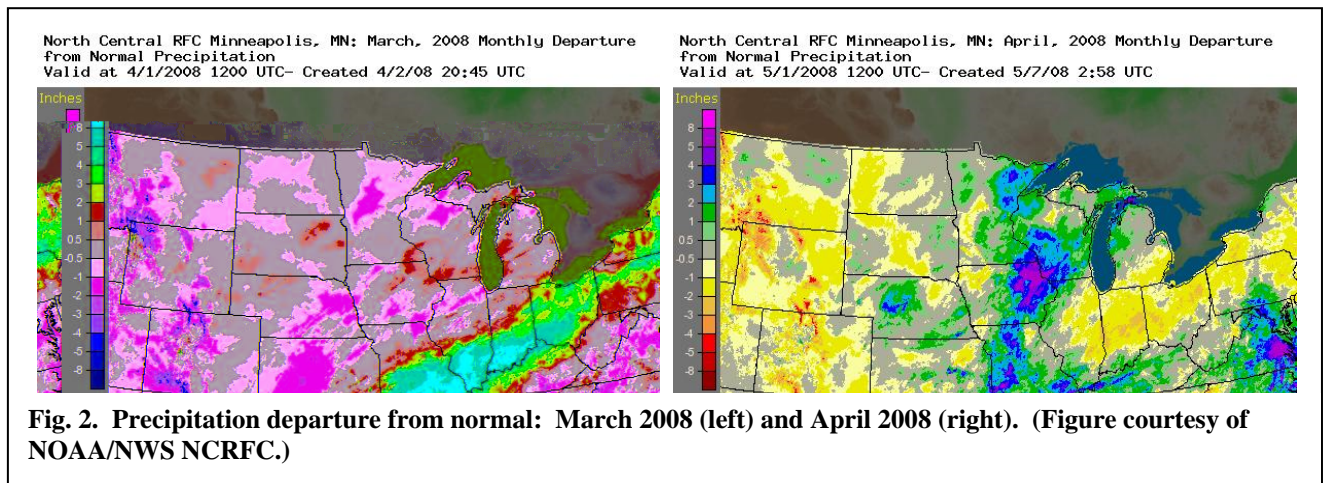 North Central RFC Minneapolis, MN: March, 2008 Monthly Departure
from Normal Precipitation
Valid at 4/1/2008 1200 UTC- Created 4/2/08 20:45 UTC
Inches
8
5
4
3
2
1
0.5
-0.5
-1
-2
-3
-4
-5
-8
North Central RFC Minneapolis, MN: April, 2008 Monthly Departure
from Normal Precipitation
Valid at 5/1/2008 1200 UTC- Created 5/7/08 2:58 UTC
Inches
8
5
4
3
2
1
0.5
-0.5
-1
-2
-3
-4
-5
-8
Fig. 2. Precipitation departure from normal: March 2008 (left) and April 2008 (right). (Figure courtesy of
NOAA/NWS NCRFC.)